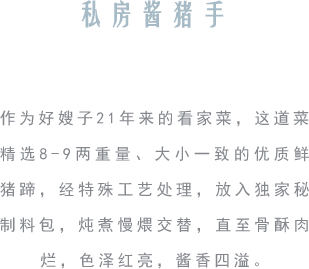 私房酱猪手
作为好嫂子21年来的看家菜，这道菜
精选8-9两重量、大小一致的优质鲜
猪蹄，经特殊工艺处理，放入独家秘
制料包，炖煮慢煨交替，直至骨酥肉
烂，色泽红亮，酱香四溢。